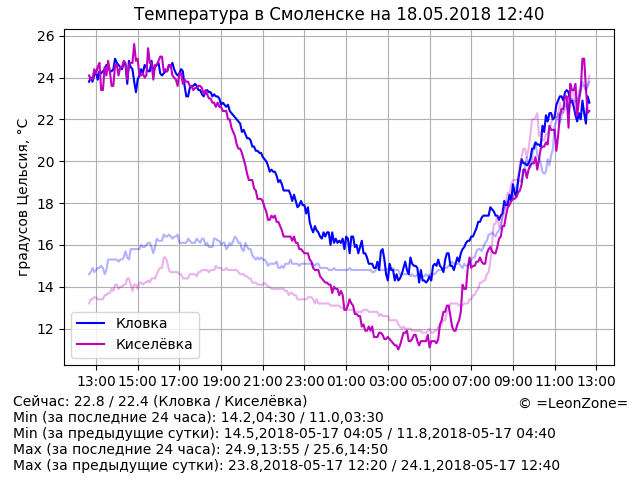 Температура в Смоленске на 18.05.2018 12:40
градусов Цельсия, °C
26
24
22
20
18
16
14
12
Кловка
Киселёвка
13:00 15:00 17:00 19:00 21:00 23:00 01:00 03:00 05:00 07:00 09:00 11:00 13:00
Сейчас: 22.8 / 22.4 (Кловка / Киселёвка)
© =LeonZone=
Min (за последние 24 часа): 14.2,04:30 / 11.0,03:30
Min (за предыдущие сутки): 14.5,2018-05-17 04:05 / 11.8,2018-05-17 04:40
Max (за последние 24 часа): 24.9,13:55 / 25.6,14:50
Max (за предыдущие сутки): 23.8,2018-05-17 12:20 / 24.1,2018-05-17 12:40